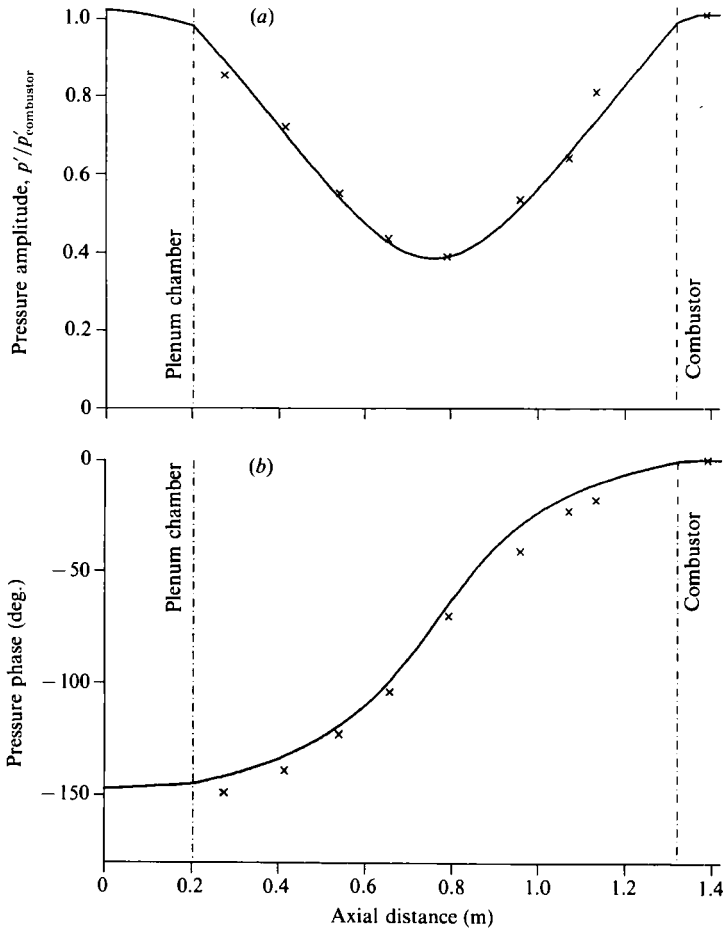 (a)
1.0
0.8
0.6
0.4
0.2
0
Pressure amplitude, p′/p′combustor
Plenum chamber
Combustor
(b)
0
−50
−100
−150
Pressure phase (deg.)
Plenum chamber
Combustor
0 0.2 0.4 0.6 0.8 1.0 1.2 1.4
Axial distance (m)